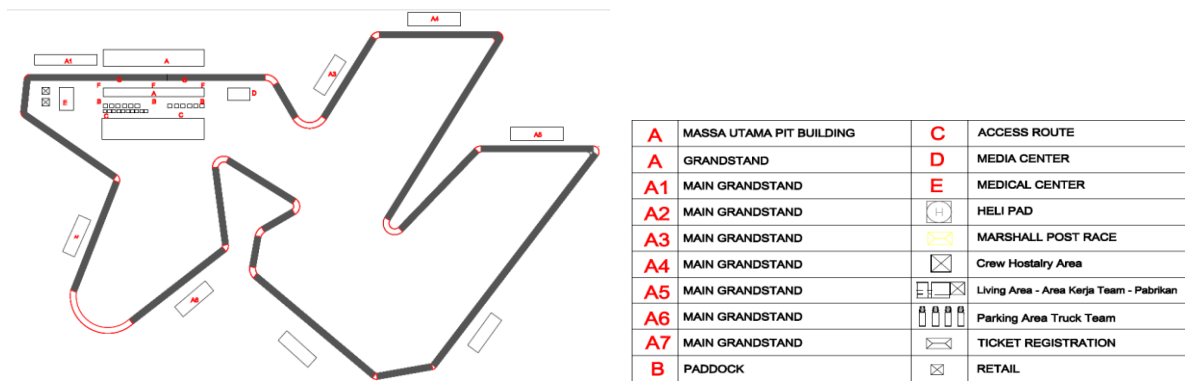 A4
A1
A
A3
F
F
F
A
E
D
B
B
B
C
C
A5
A6
A MASSA UTAMA PIT BUILDING C ACCESS ROUTE
A GRANDSTAND D MEDIA CENTER
A1 MAIN GRANDSTAND E MEDICAL CENTER
A2 MAIN GRANDSTAND H HELI PAD
A3 MAIN GRANDSTAND MARSHALL POST RACE
A4 MAIN GRANDSTAND Crew Hostalry Area
A5 MAIN GRANDSTAND Living Area - Area Kerja Team - Pabrikan
A6 MAIN GRANDSTAND Parking Area Truck Team
A7 MAIN GRANDSTAND TICKET REGISTRATION
B PADDOCK RETAIL